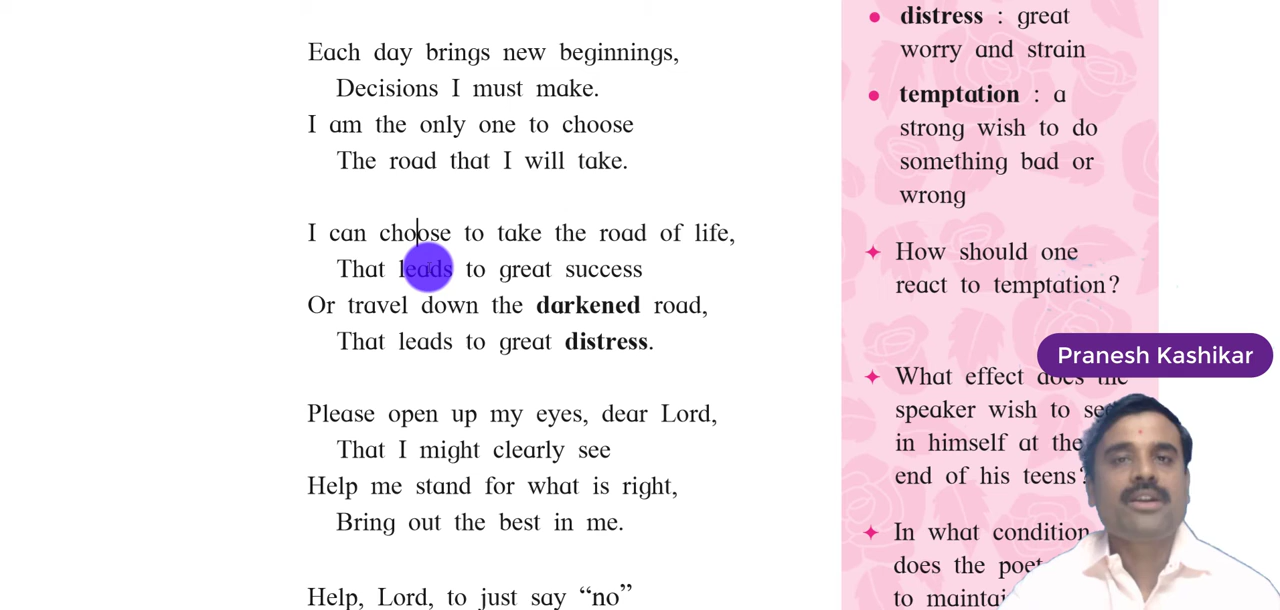 Each day brings new beginnings,
Decisions I must make.
I am the only one to choose
The road that I will take.
I can choose to take the road of life,
That leads to great success
Or travel down the darkened road,
That leads to great distress.
Please open up my eyes, dear Lord,
That I might clearly see
Help me stand for what is right,
Bring out the best in me.
Help, Lord, to just say “no”
• distress : great
worry and strain
• temptation : a
strong wish to do
something bad or
wrong
✦ How should one
react to temptation?
✦ What effect does the
speaker wish to
in himself at the
end of his teens?
✦ In what condition
does the poet
to
Pranesh Kashikar